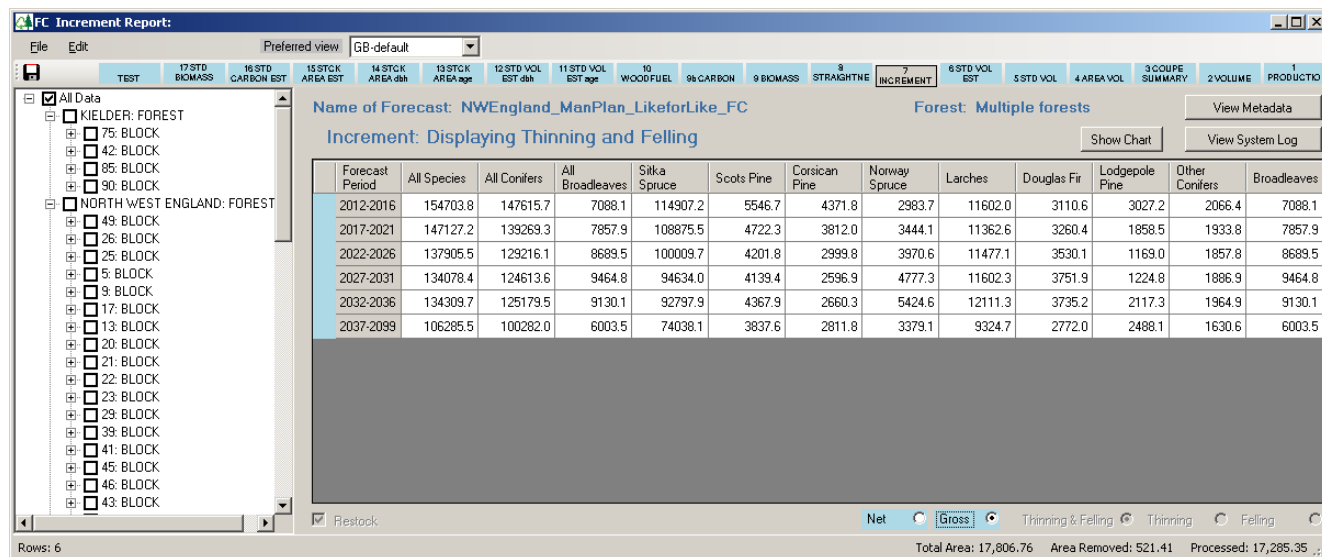 FC Increment Report:
File Edit Preferred view GB-default
TEST 17 STD BIOMASS 16 STD CARBON EST 15 STCK AREA EST 14 STCK AREA dbh 13 STCK AREA age 12 STD VOL EST dbh 11 STD VOL EST age 10 WOODFUEL 9b CARBON 9 BIOMASS 8 STRAIGHTNE 7 INCREMENT 6 STD VOL EST 5 STD VOL 4 AREA VOL 3 COUPE SUMMARY 2 VOLUME 1 PRODUCTIO
All Data
KIELDER: FOREST
75: BLOCK
42: BLOCK
85: BLOCK
90: BLOCK
NORTH WEST ENGLAND: FOREST
49: BLOCK
26: BLOCK
25: BLOCK
5: BLOCK
9: BLOCK
17: BLOCK
13: BLOCK
20: BLOCK
21: BLOCK
22: BLOCK
23: BLOCK
29: BLOCK
39: BLOCK
41: BLOCK
45: BLOCK
46: BLOCK
43: BLOCK
Name of Forecast: NWEngland_ManPlan_LikeforLike_FC Forest: Multiple forests View Metadata
Increment: Displaying Thinning and Felling Show Chart View System Log
Forecast Period All Species All Conifers All Broadleaves Sitka Spruce Scots Pine Corsican Pine Norway Spruce Larches Douglas Fir Lodgepole Pine Other Conifers Broadleaves
2012-2016 154703.8 147615.7 7088.1 114907.2 5546.7 4371.8 2983.7 11602.0 3110.6 3027.2 2066.4 7088.1
2017-2021 147127.2 139269.3 7857.9 108875.5 4722.3 3812.0 3444.1 11362.6 3260.4 1858.5 1933.8 7857.9
2022-2026 137905.5 129216.1 8689.5 100009.7 4201.8 2999.8 3970.6 11477.1 3530.1 1169.0 1857.8 8689.5
2027-2031 134078.4 124613.6 9464.8 94634.0 4139.4 2596.9 4777.3 11602.3 3751.9 1224.8 1886.9 9464.8
2032-2036 134309.7 125179.5 9130.1 92797.9 4367.9 2660.3 5424.6 12111.3 3735.2 2117.3 1964.9 9130.1
2037-2099 106285.5 100282.0 6003.5 74038.1 3837.6 2811.8 3379.1 9324.7 2772.0 2488.1 1630.6 6003.5
Restock Net Gross Thinning & Felling Thinning Felling
Rows: 6 Total Area: 17,806.76 Area Removed: 521.41 Processed: 17,285.35